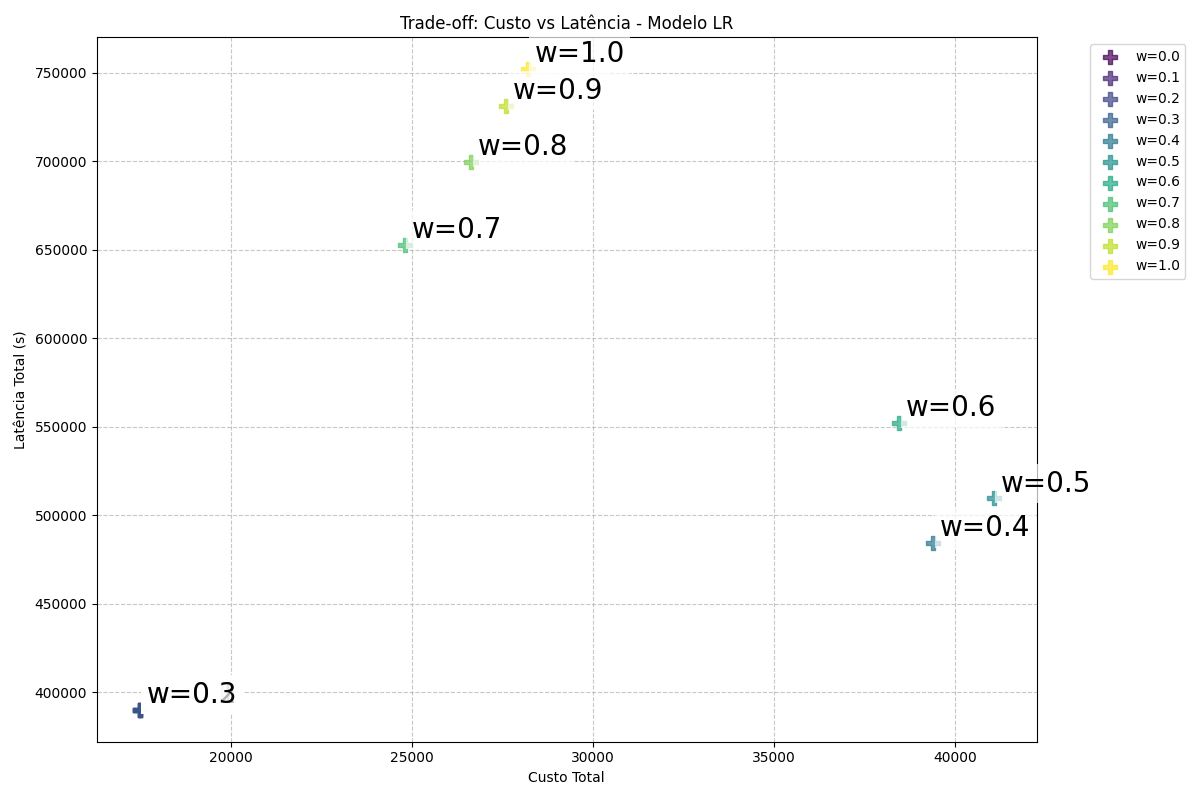 Trade-off: Custo vs Latência - Modelo LR
w=1.0
w=0.9
w=0.8
w=0.7
w=0.6
w=0.5
w=0.4
w=0.3
750000
700000
650000
600000
550000
500000
450000
400000
Latência Total (s)
20000
25000
30000
35000
40000
Custo Total
w=0.0
w=0.1
w=0.2
w=0.3
w=0.4
w=0.5
w=0.6
w=0.7
w=0.8
w=0.9
w=1.0